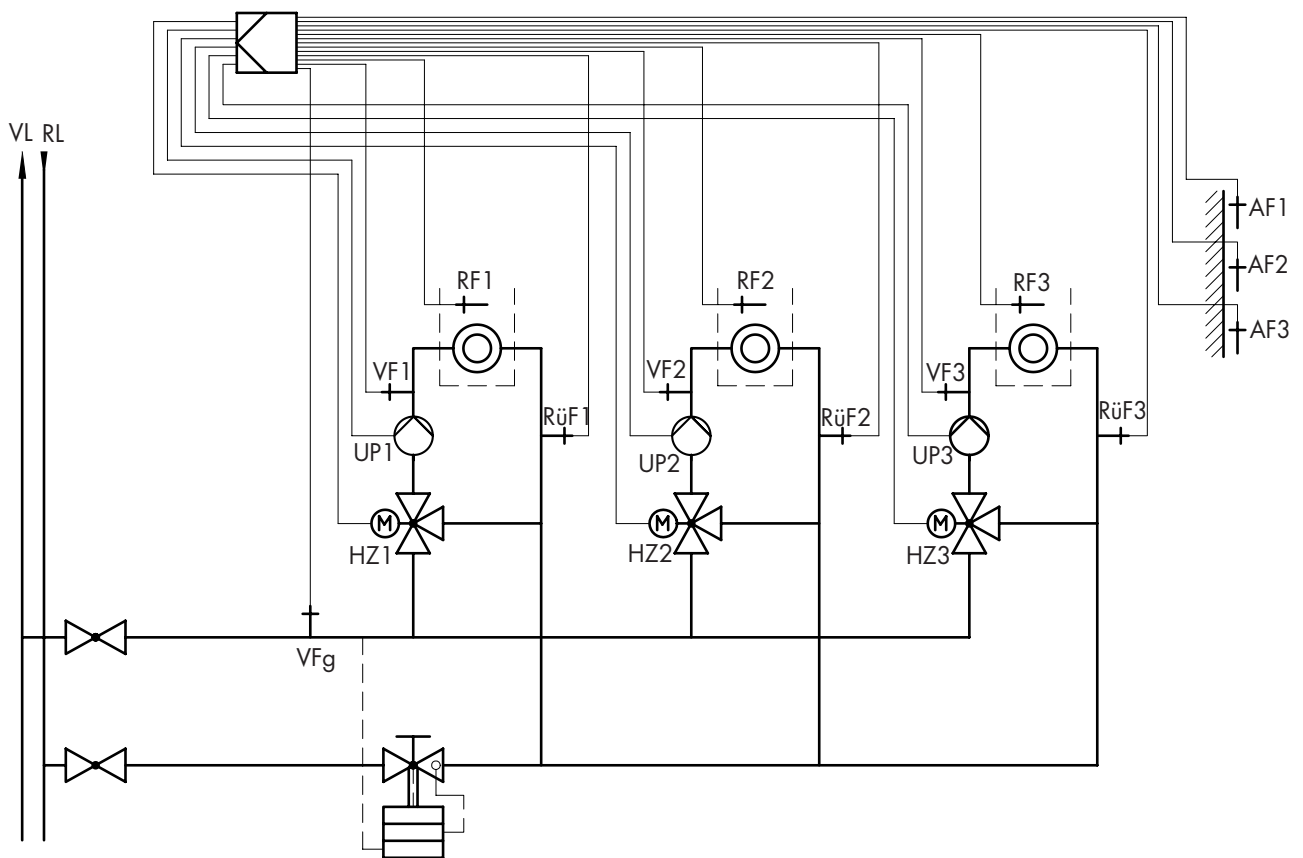 VL RL
AF1
AF2
AF3
RF1 RF2 RF3
VF1 VF2 VF3
RüF1 RüF2 RüF3
UP1 UP2 UP3
M M M
HZ1 HZ2 HZ3
VFg